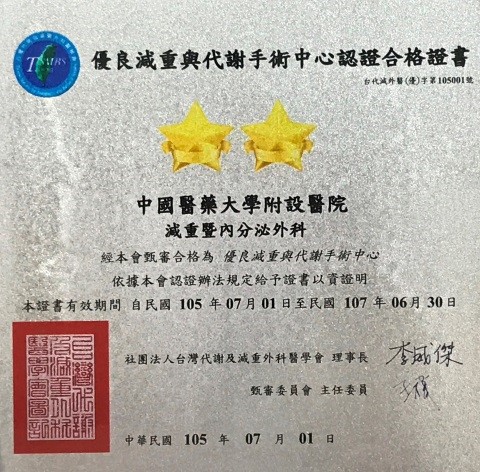 TSMBS
優良減重與代謝手術中心認證合格證書
台代減外醫(優)字第105001號
中國醫藥大學附設醫院
減重暨內分泌外科
經本會甄審合格為 優良減重與代謝手術中心
依據本會認證辦法規定給予證書以資證明
本證書有效期間 自民國 105 年 07 月 01 日至民國 107 年 06 月 30 日
社團法人台灣代謝及減重外科醫學會 理事長 李威傑
甄審委員會 主任委員
中華民國 105 年 07 月 01 日